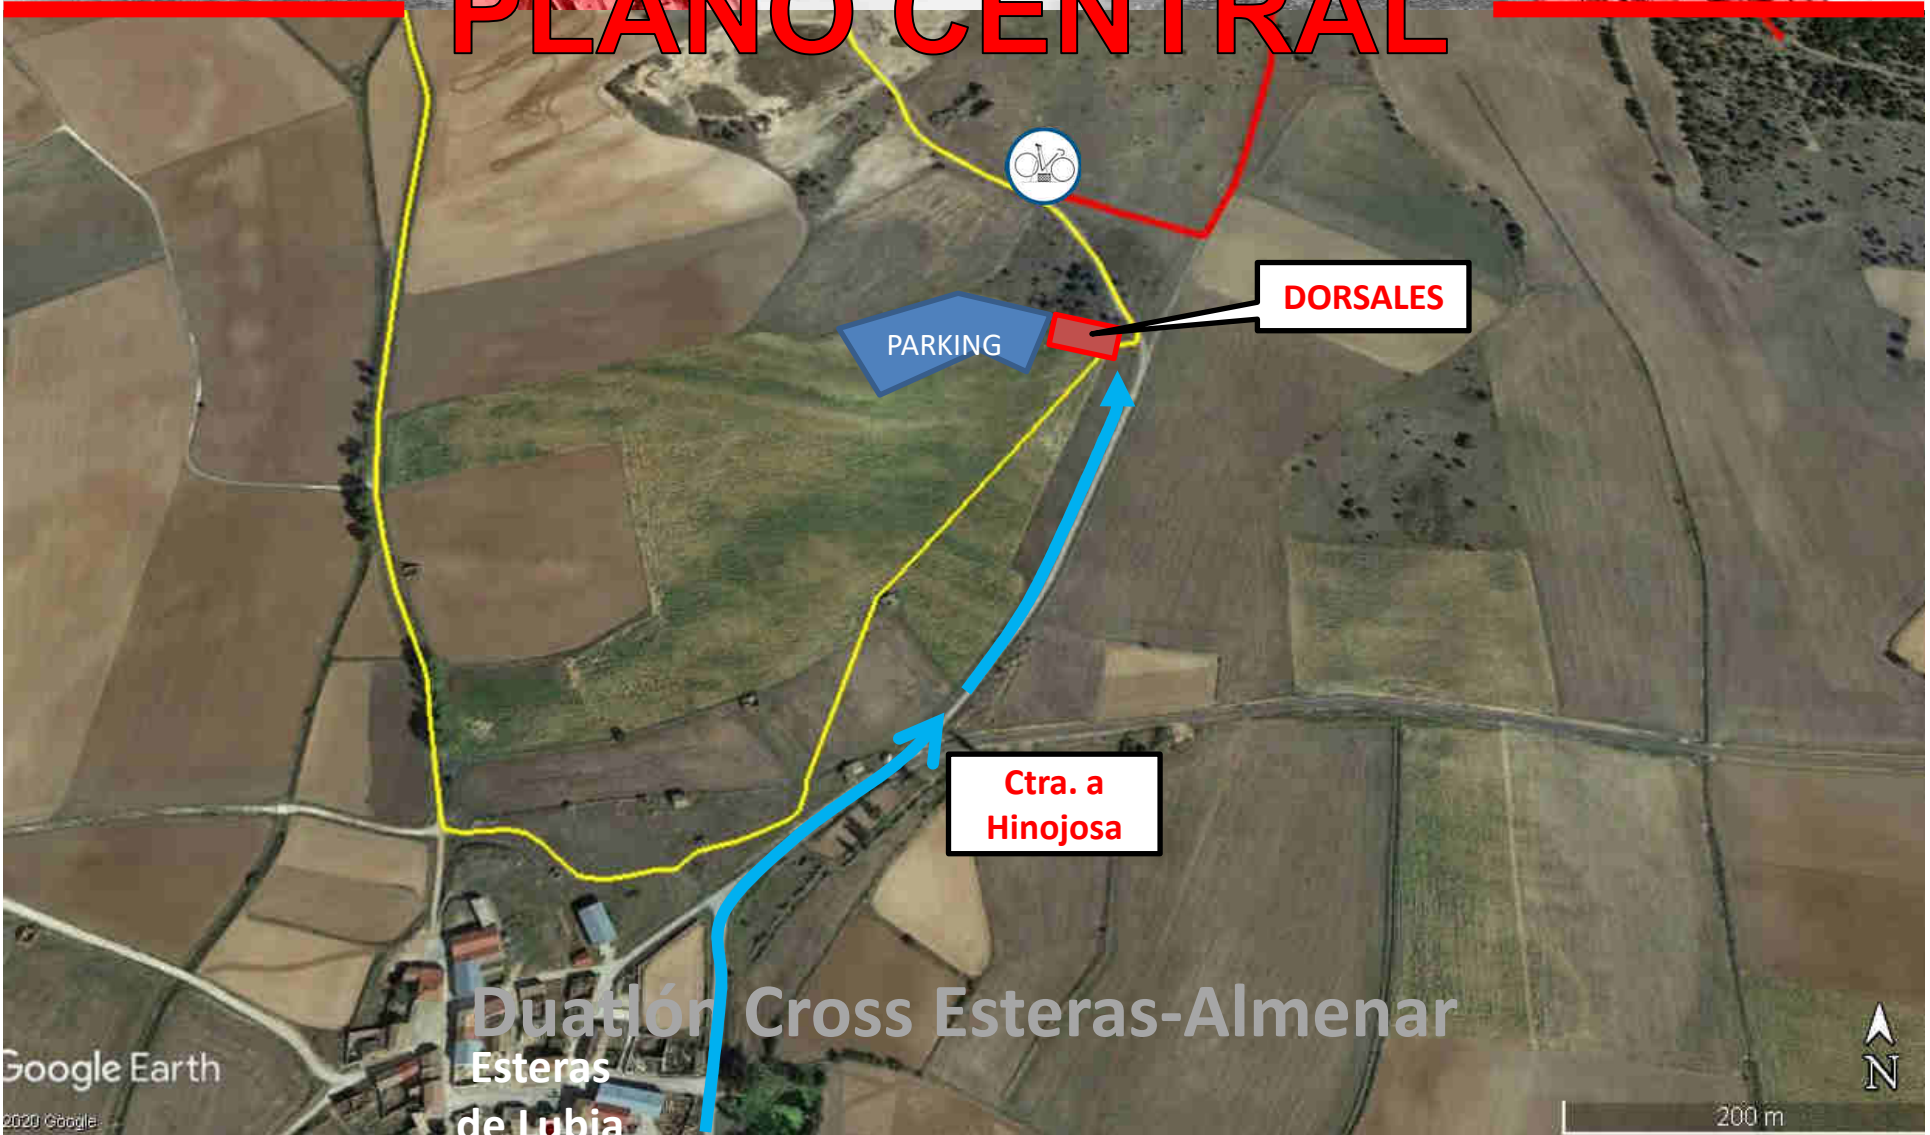 PLANO CENTRAL
DORSALES
PARKING
Ctra. a
Hinojosa
Duatlón Cross Esteras-Almenar
Esteras
de Lubia
Google Earth
2020 Google
N
200 m